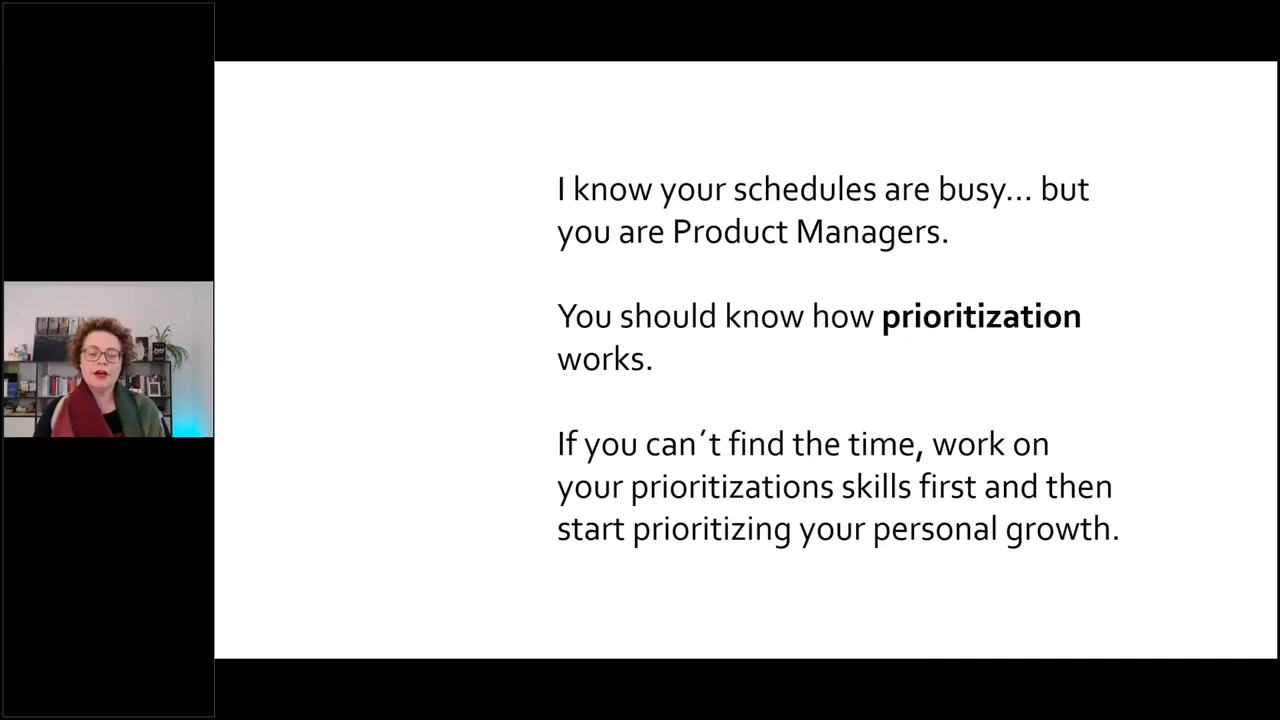 I know your schedules are busy... but
you are Product Managers.
You should know how prioritization
works.
If you can´t find the time, work on
your prioritizations skills first and then
start prioritizing your personal growth.